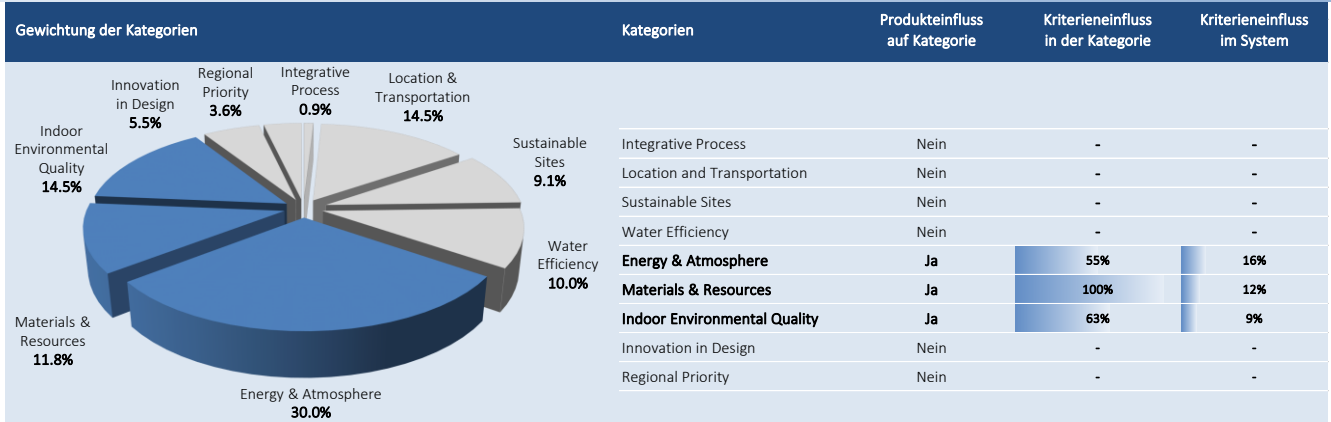 Gewichtung der Kategorien
Kategorien
Produkteinfluss
auf Kategorie
Kriterieneinfluss
in der Kategorie
Kriterieneinfluss
im System
Integrative
Process
0.9%
Location &
Transportation
14.5%
Sustainable
Sites
9.1%
Water
Efficiency
10.0%
Energy & Atmosphere
30.0%
Materials &
Resources
11.8%
Indoor
Environmental
Quality
14.5%
Innovation
in Design
5.5%
Regional
Priority
3.6%
Integrative Process Nein - -
Location and Transportation Nein - -
Sustainable Sites Nein - -
Water Efficiency Nein - -
Energy & Atmosphere Ja 55% 16%
Materials & Resources Ja 100% 12%
Indoor Environmental Quality Ja 63% 9%
Innovation in Design Nein - -
Regional Priority Nein - -